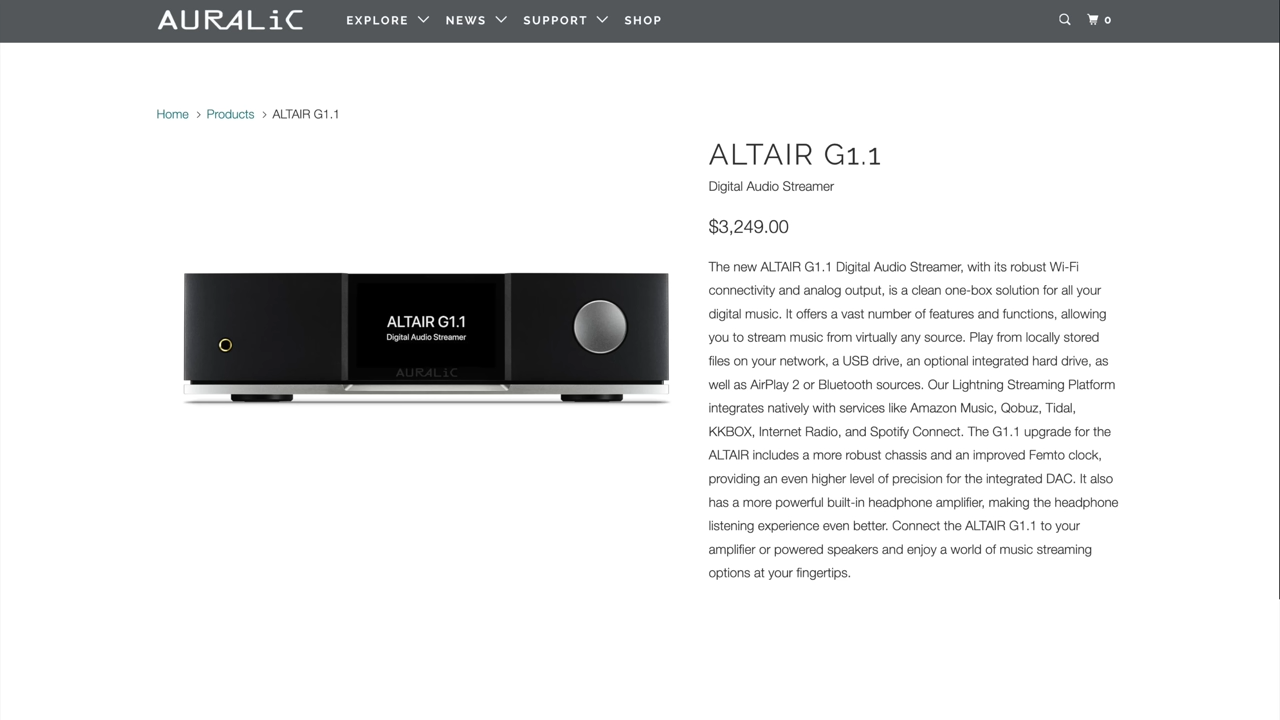 AURALiC
EXPLORE NEWS SUPPORT SHOP
0
Home > Products > ALTAIR G1.1
ALTAIR G1.1
Digital Audio Streamer
$3,249.00
The new ALTAIR G1.1 Digital Audio Streamer, with its robust Wi-Fi
connectivity and analog output, is a clean one-box solution for all your
digital music. It offers a vast number of features and functions, allowing
you to stream music from virtually any source. Play from locally stored
files on your network, a USB drive, an optional integrated hard drive, as
well as AirPlay 2 or Bluetooth sources. Our Lightning Streaming Platform
integrates natively with services like Amazon Music, Qobuz, Tidal,
KKBOX, Internet Radio, and Spotify Connect. The G1.1 upgrade for the
ALTAIR includes a more robust chassis and an improved Femto clock,
providing an even higher level of precision for the integrated DAC. It also
has a more powerful built-in headphone amplifier, making the headphone
listening experience even better. Connect the ALTAIR G1.1 to your
amplifier or powered speakers and enjoy a world of music streaming
options at your fingertips.
ALTAIR G1.1
Digital Audio Streamer
AURALiC